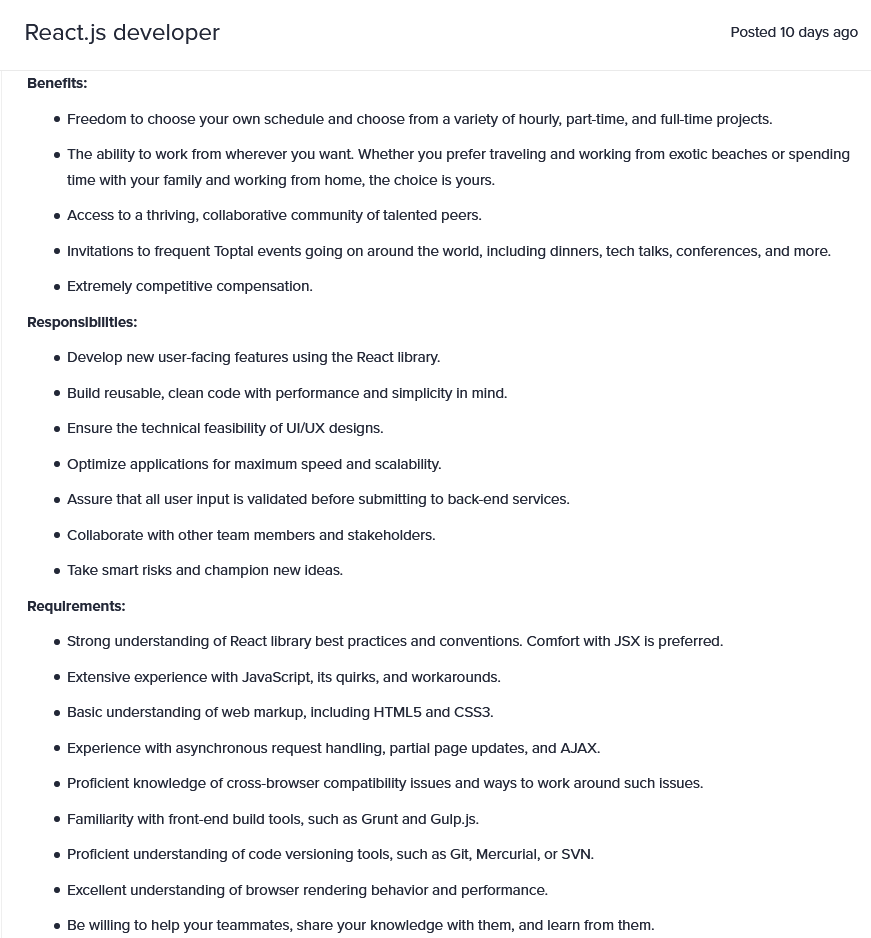 React.js developer
Posted 10 days ago
Benefits:
Freedom to choose your own schedule and choose from a variety of hourly, part-time, and full-time projects.
The ability to work from wherever you want. Whether you prefer traveling and working from exotic beaches or spending
time with your family and working from home, the choice is yours.
Access to a thriving, collaborative community of talented peers.
Invitations to frequent Toptal events going on around the world, including dinners, tech talks, conferences, and more.
Extremely competitive compensation.
Responsibilities:
Develop new user-facing features using the React library.
Build reusable, clean code with performance and simplicity in mind.
Ensure the technical feasibility of UI/UX designs.
Optimize applications for maximum speed and scalability.
Assure that all user input is validated before submitting to back-end services.
Collaborate with other team members and stakeholders.
Take smart risks and champion new ideas.
Requirements:
Strong understanding of React library best practices and conventions. Comfort with JSX is preferred.
Extensive experience with JavaScript, its quirks, and workarounds.
Basic understanding of web markup, including HTML5 and CSS3.
Experience with asynchronous request handling, partial page updates, and AJAX.
Proficient knowledge of cross-browser compatibility issues and ways to work around such issues.
Familiarity with front-end build tools, such as Grunt and Gulp.js.
Proficient understanding of code versioning tools, such as Git, Mercurial, or SVN.
Excellent understanding of browser rendering behavior and performance.
Be willing to help your teammates, share your knowledge with them, and learn from them.